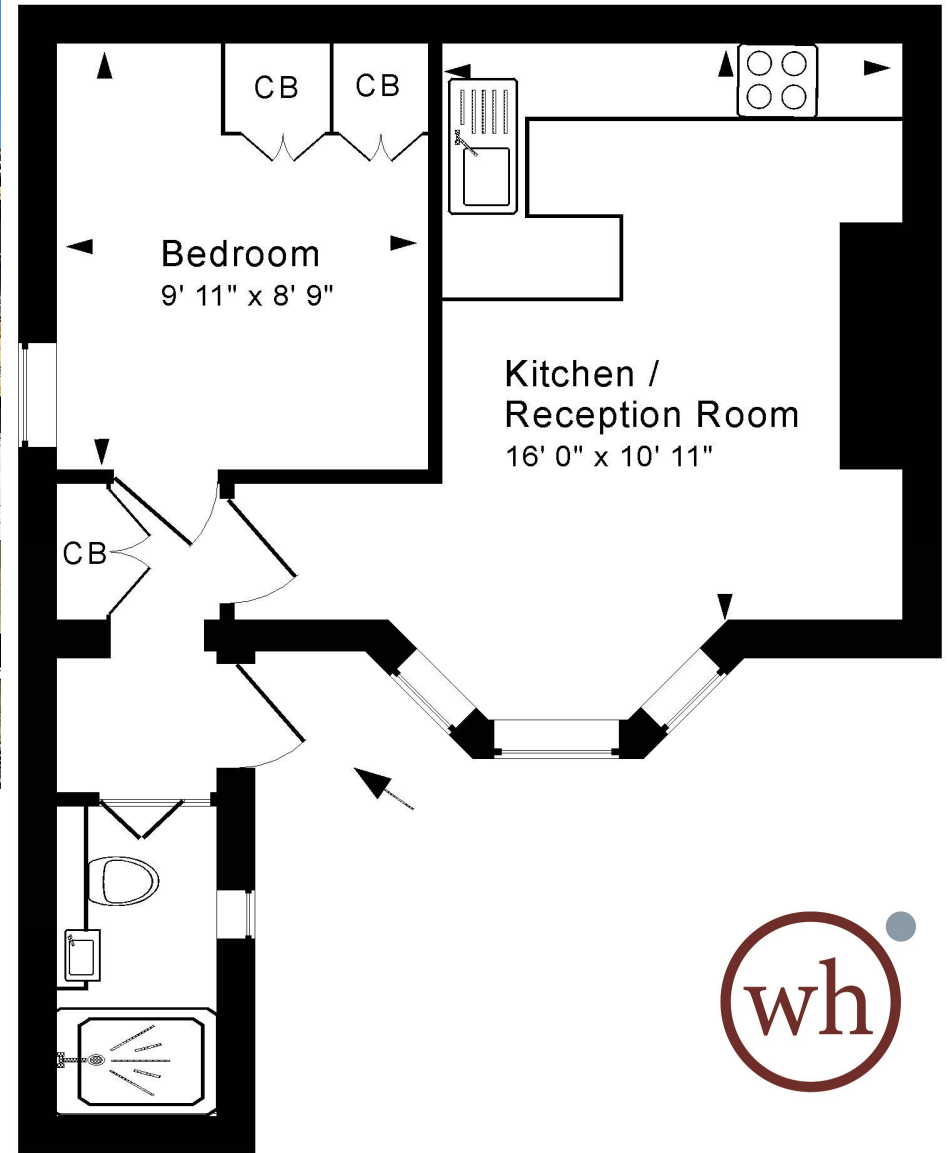 CB
CB
Bedroom
9' 11" x 8' 9"
Kitchen /
Reception Room
16' 0" x 10' 11"
CB
wh